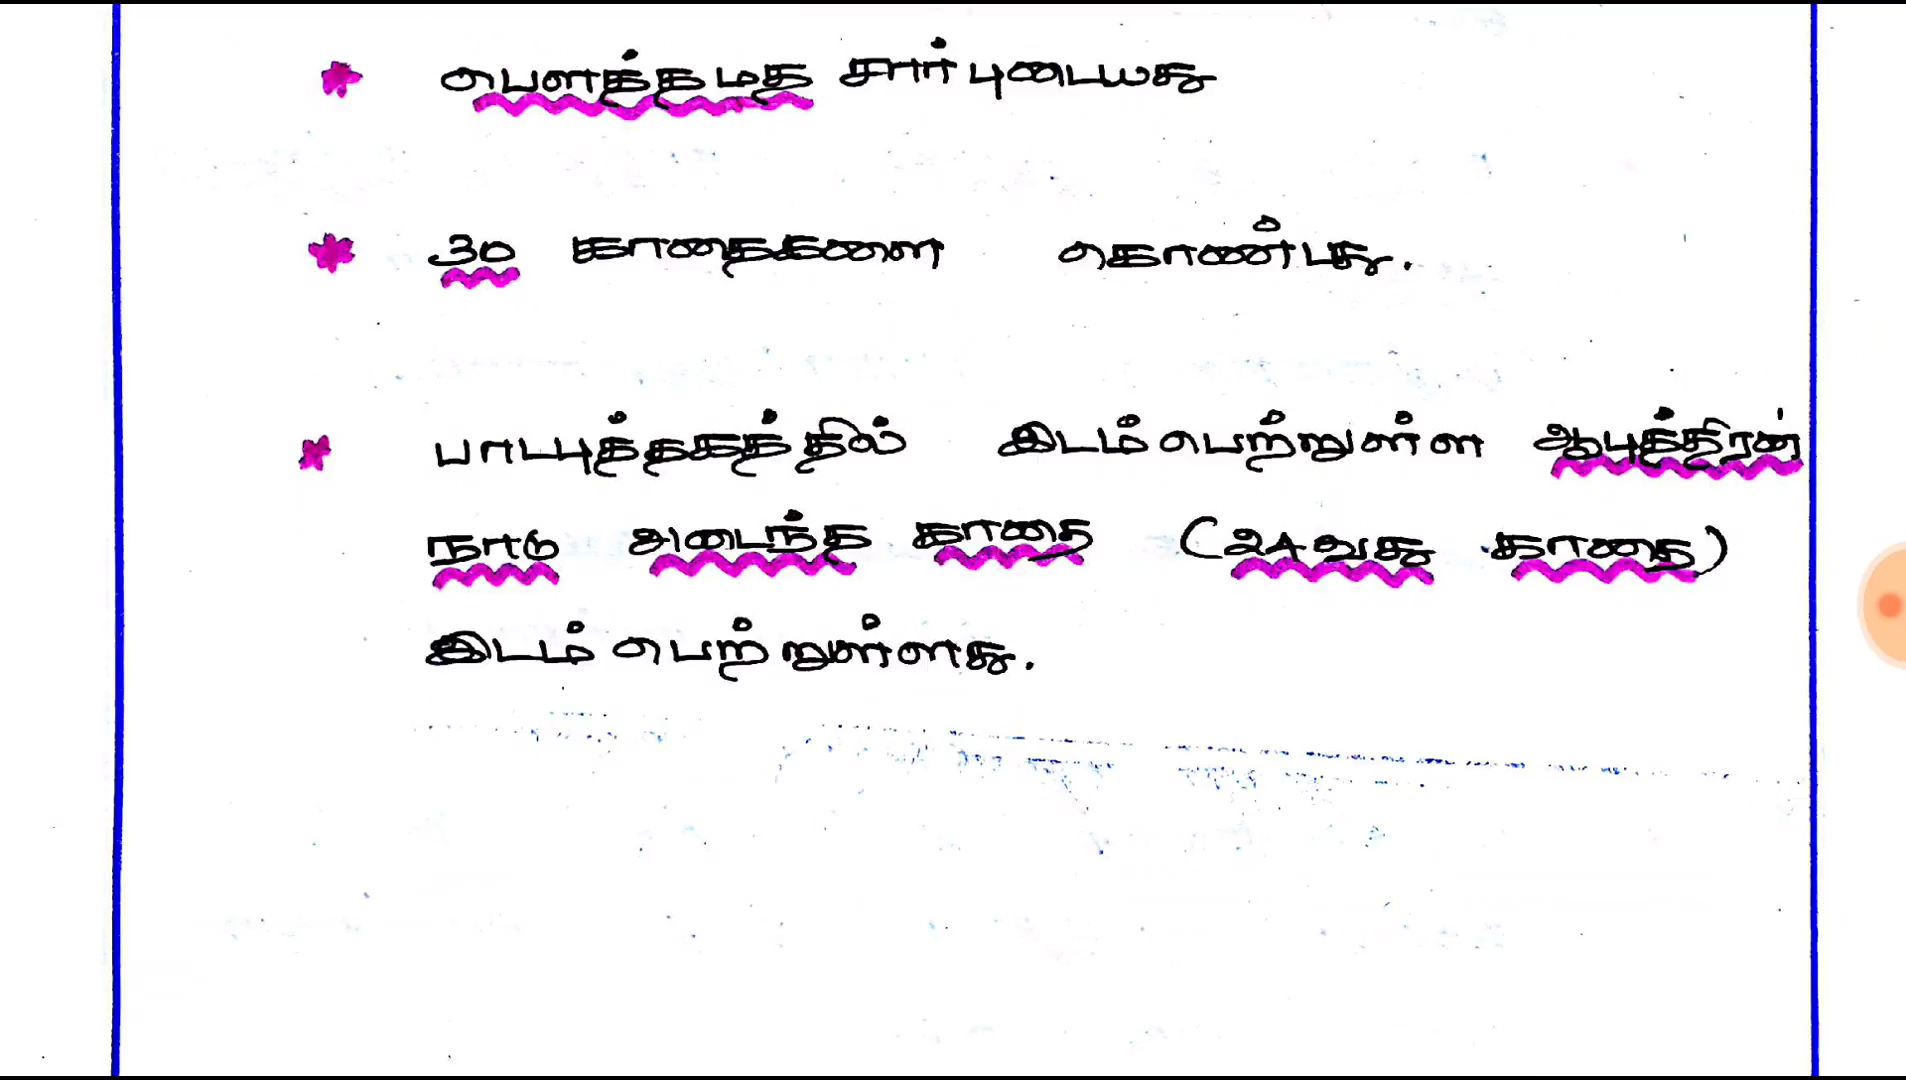 பௌத்தமத சார்புடையது
30 காதைகளை கொண்டது.
பாடபுத்தகத்தில் இடம்பெற்றுள்ள ஆபுத்திரன்
நாடு அடைந்த காதை (24வது காதை)
இடம் பெற்றுள்ளது.